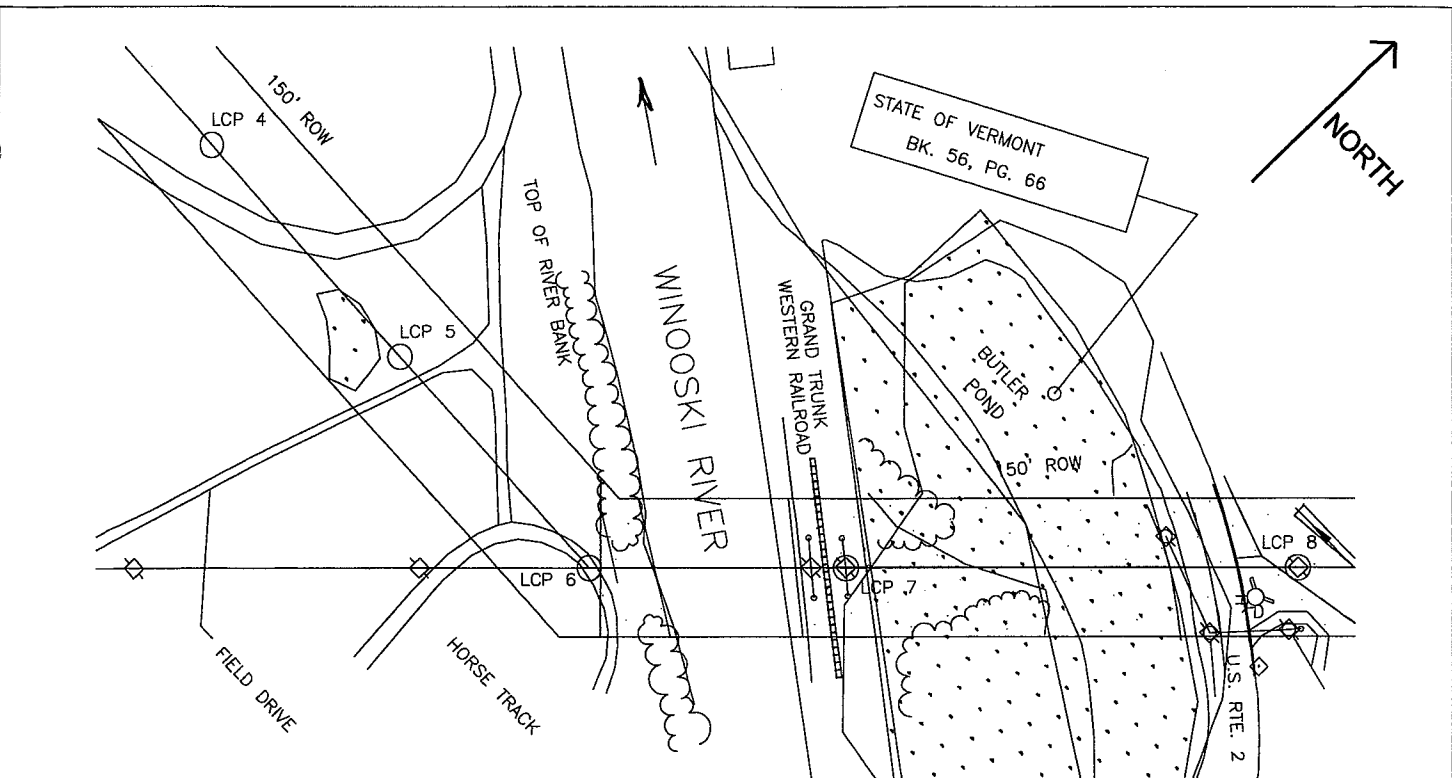 LCP 4
150' ROW
NORTH
STATE OF VERMONT
BK. 56, PG. 66
TOP OF RIVER BANK
WINOOSKI RIVER
GRAND TRUNK
WESTERN RAILROAD
LCP 5
BUTLER
POND
150' ROW
LCP 6
LCP 7
LCP 8
FIELD DRIVE
HORSE TRACK
U.S. RTE. 2